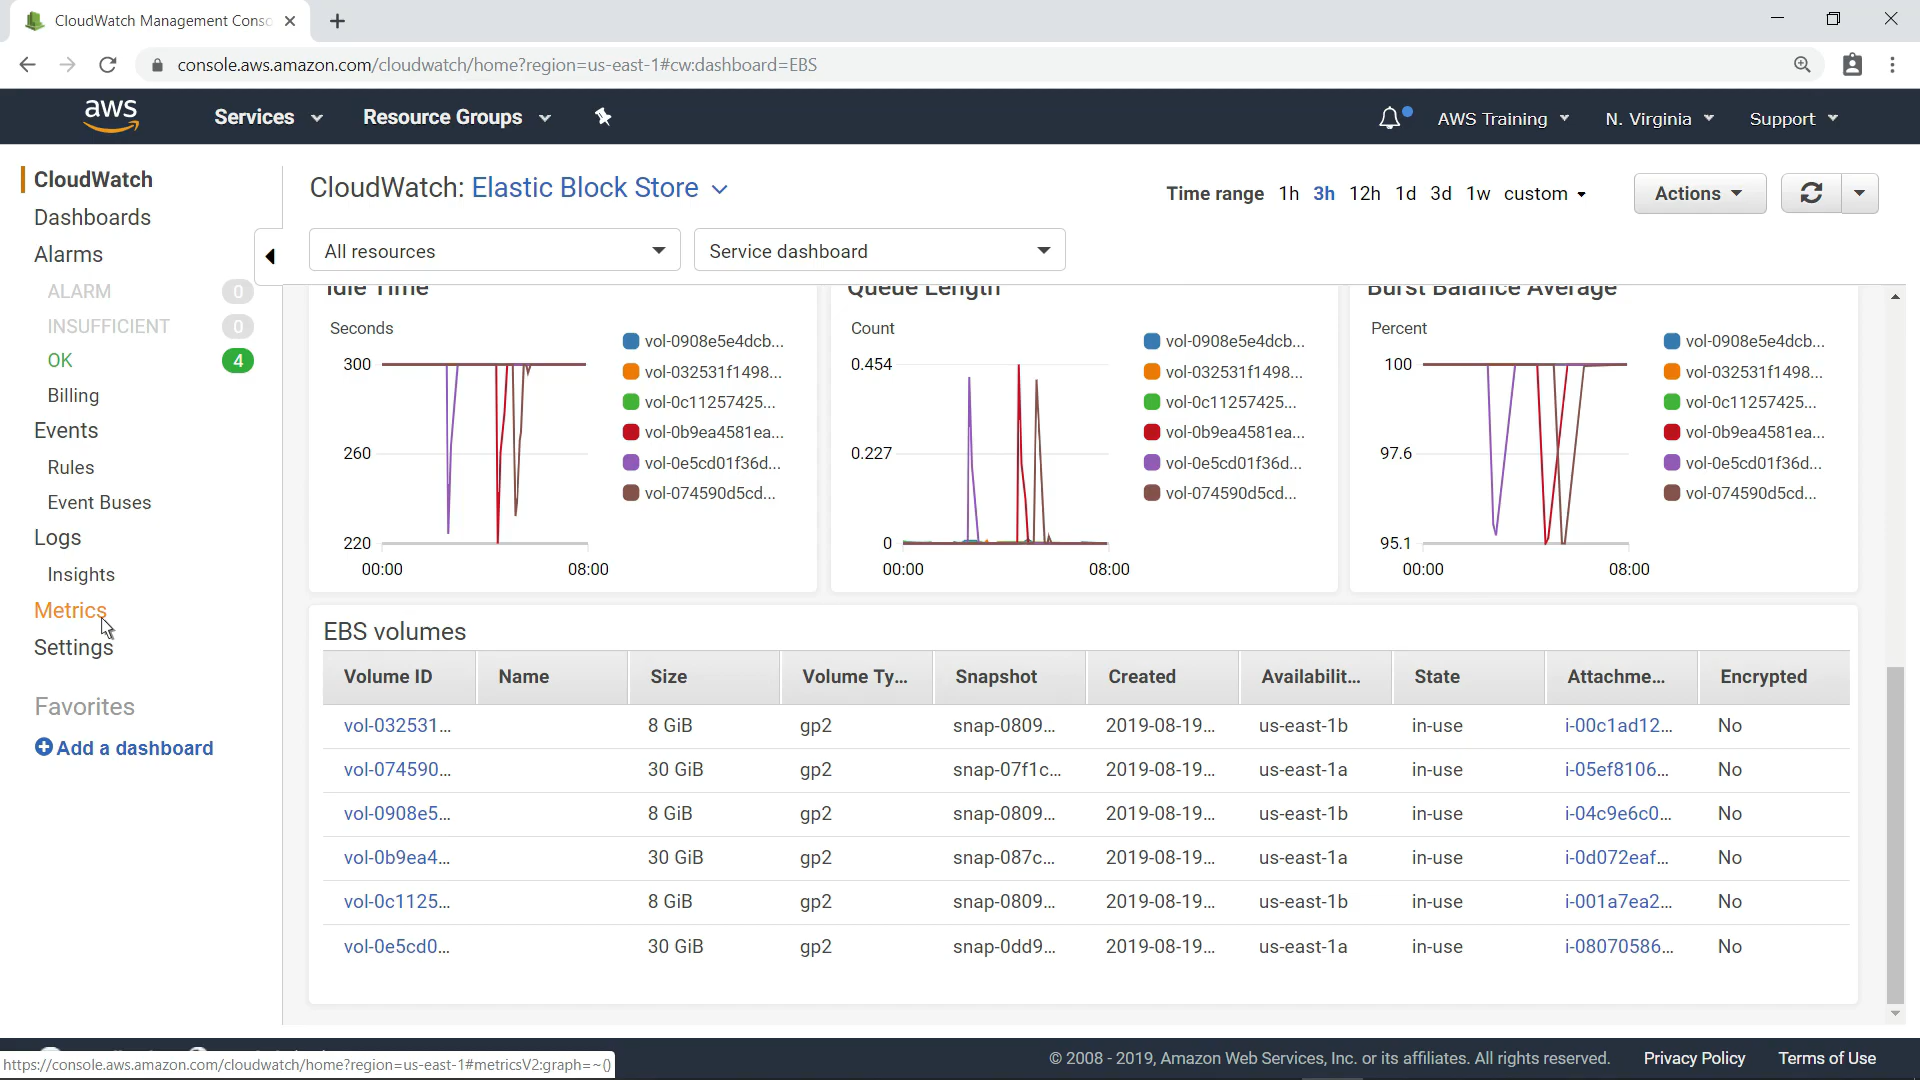 CloudWatch Management Conso
console.aws.amazon.com/cloudwatch/home?region=us-east-1#cw:dashboard=EBS
aws
Services
Resource Groups
AWS Training
N. Virginia
Support
CloudWatch
Dashboards
Alarms
ALARM 0
INSUFFICIENT 0
OK 4
Billing
Events
Rules
Event Buses
Logs
Insights
Metrics
Settings
Favorites
Add a dashboard
CloudWatch: Elastic Block Store
Time range 1h 3h 12h 1d 3d 1w custom
Actions
All resources
Service dashboard
Idle Time
Seconds
300
260
220
00:00 08:00
vol-0908e5e4dcb...
vol-032531f1498...
vol-0c11257425...
vol-0b9ea4581ea...
vol-0e5cd01f36d...
vol-074590d5cd...
Queue Length
Count
0.454
0.227
0
00:00 08:00
vol-0908e5e4dcb...
vol-032531f1498...
vol-0c11257425...
vol-0b9ea4581ea...
vol-0e5cd01f36d...
vol-074590d5cd...
Burst Balance Average
Percent
100
97.6
95.1
00:00 08:00
vol-0908e5e4dcb...
vol-032531f1498...
vol-0c11257425...
vol-0b9ea4581ea...
vol-0e5cd01f36d...
vol-074590d5cd...
EBS volumes
Volume ID Name Size Volume Ty... Snapshot Created Availabilit... State Attachme... Encrypted
vol-032531... 8 GiB gp2 snap-0809... 2019-08-19... us-east-1b in-use i-00c1ad12... No
vol-074590... 30 GiB gp2 snap-07f1c... 2019-08-19... us-east-1a in-use i-05ef8106... No
vol-0908e5... 8 GiB gp2 snap-0809... 2019-08-19... us-east-1b in-use i-04c9e6c0... No
vol-0b9ea4... 30 GiB gp2 snap-087c... 2019-08-19... us-east-1a in-use i-0d072eaf... No
vol-0c1125... 8 GiB gp2 snap-0809... 2019-08-19... us-east-1b in-use i-001a7ea2... No
vol-0e5cd0... 30 GiB gp2 snap-0dd9... 2019-08-19... us-east-1a in-use i-08070586... No
https://console.aws.amazon.com/cloudwatch/home?region=us-east-1#metricsV2:graph=~()
© 2008 - 2019, Amazon Web Services, Inc. or its affiliates. All rights reserved. Privacy Policy Terms of Use